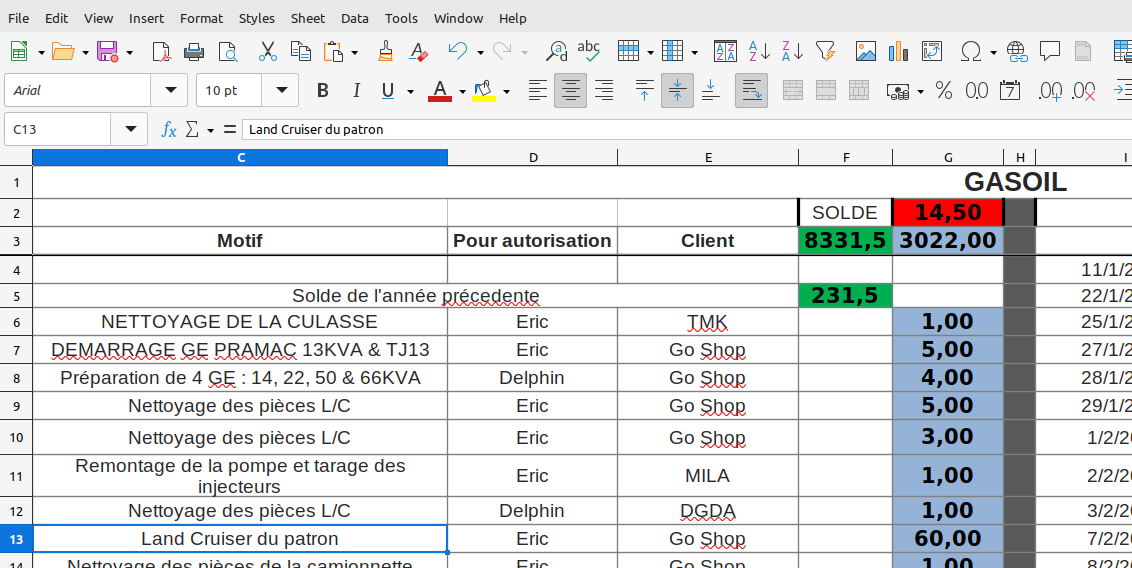 File Edit View Insert Format Styles Sheet Data Tools Window Help
Arial 10 pt
C13 Land Cruiser du patron
C D E F G H I
1 GASOIL
2 SOLDE 14,50
3 Motif Pour autorisation Client 8331,5 3022,00
4 11/1/2
5 Solde de l'année précedente 231,5 22/1/2
6 NETTOYAGE DE LA CULASSE Eric TMK 1,00 25/1/2
7 DEMARRAGE GE PRAMAC 13KVA & TJ13 Eric Go Shop 5,00 27/1/2
8 Préparation de 4 GE : 14, 22, 50 & 66KVA Delphin Go Shop 4,00 28/1/2
9 Nettoyage des pièces L/C Eric Go Shop 5,00 29/1/2
10 Nettoyage des pièces L/C Eric Go Shop 3,00 1/2/20
11 Remontage de la pompe et tarage des
injecteurs Eric MILA 1,00 2/2/20
12 Nettoyage des pièces L/C Delphin DGDA 1,00 3/2/20
13 Land Cruiser du patron Eric Go Shop 60,00 7/2/20
14 Nettoyage des pièces de la camionnette Eric Go Shop 1,00 8/2/20